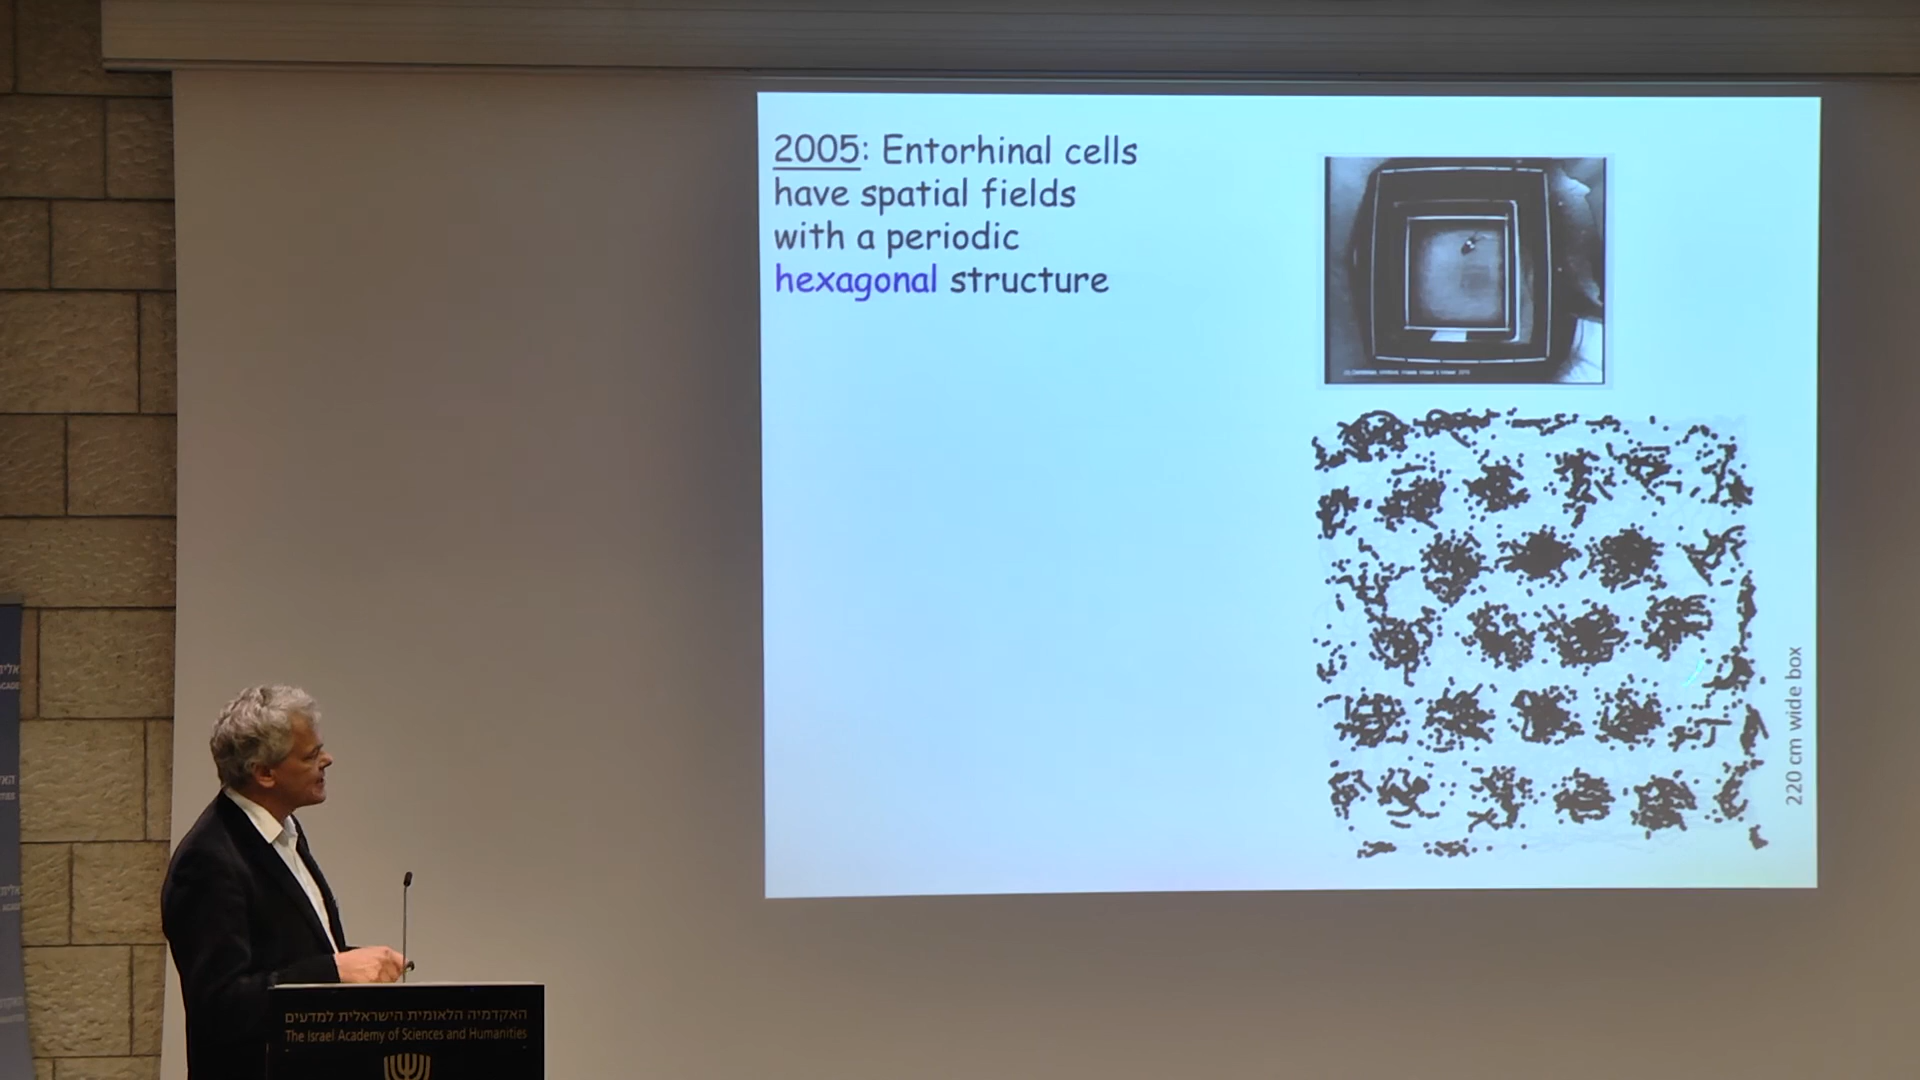 2005: Entorhinal cells
have spatial fields
with a periodic
hexagonal structure
220 cm wide box
האקדמיה הלאומית הישראלית למדעים
The Israel Academy of Sciences and Humanities